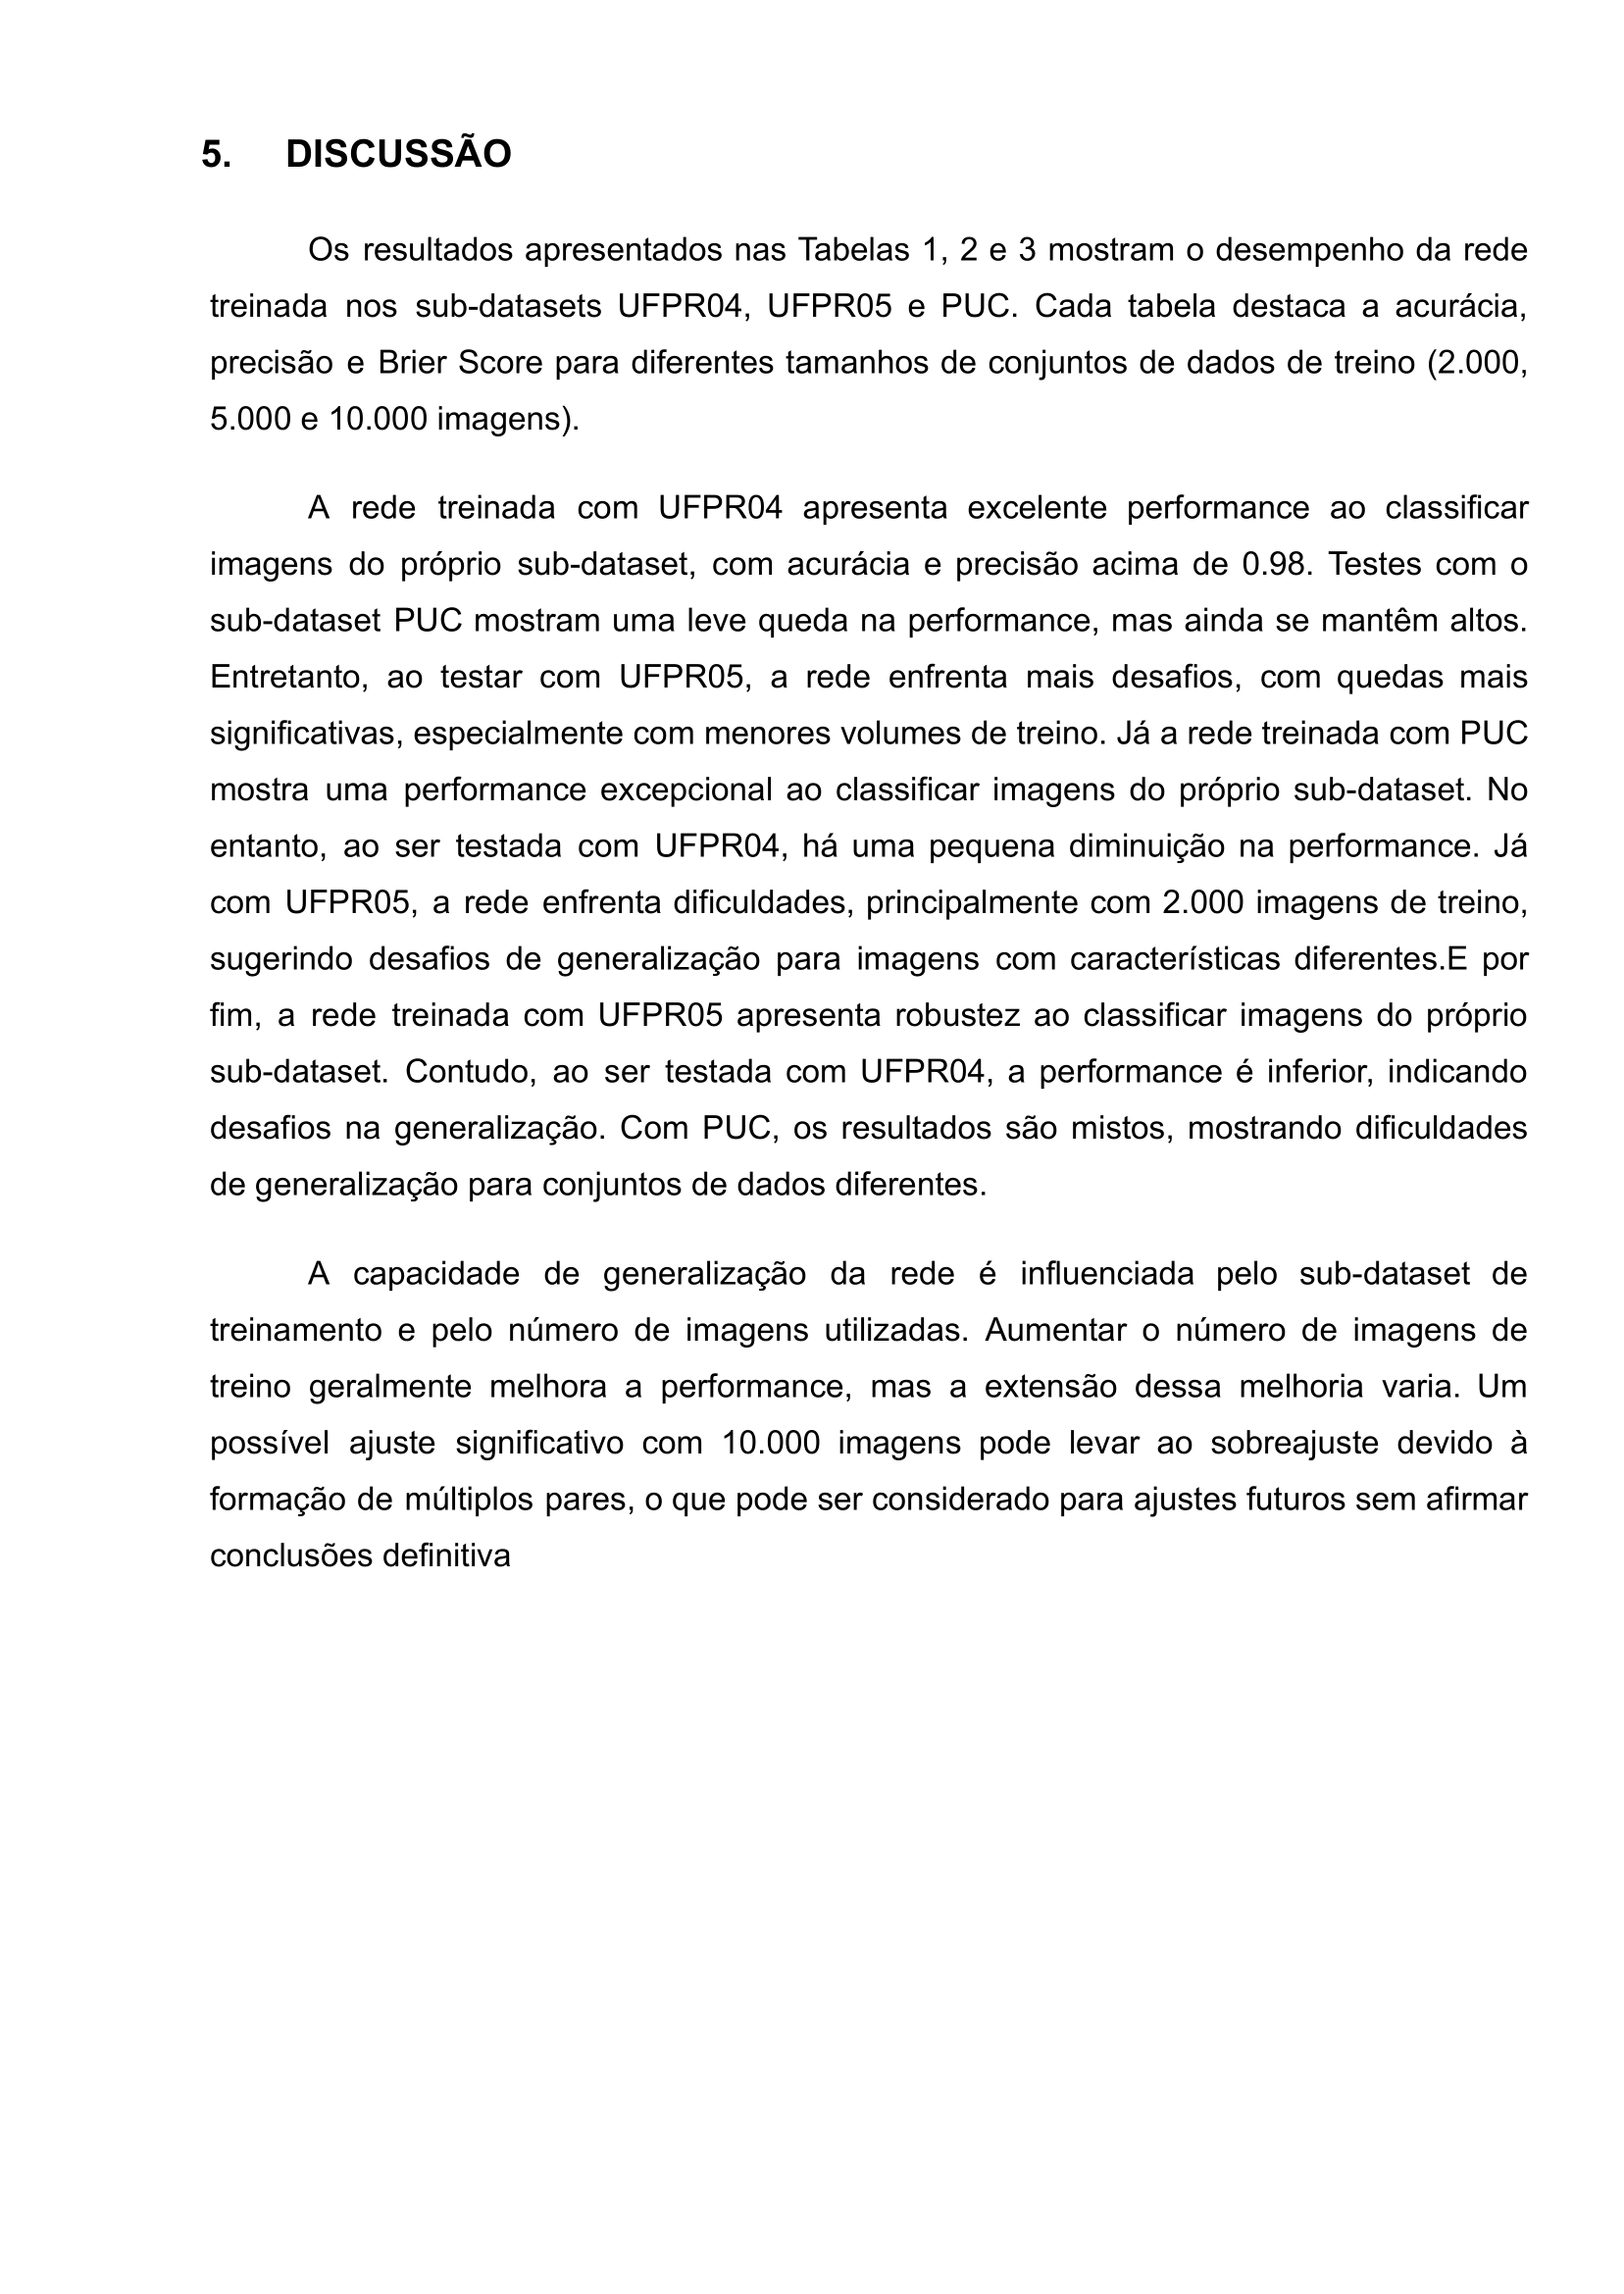 5. DISCUSSÃO
Os resultados apresentados nas Tabelas 1, 2 e 3 mostram o desempenho da rede
treinada nos sub-datasets UFPR04, UFPR05 e PUC. Cada tabela destaca a acurácia,
precisão e Brier Score para diferentes tamanhos de conjuntos de dados de treino (2.000,
5.000 e 10.000 imagens).
A rede treinada com UFPR04 apresenta excelente performance ao classificar
imagens do próprio sub-dataset, com acurácia e precisão acima de 0.98. Testes com o
sub-dataset PUC mostram uma leve queda na performance, mas ainda se mantêm altos.
Entretanto, ao testar com UFPR05, a rede enfrenta mais desafios, com quedas mais
significativas, especialmente com menores volumes de treino. Já a rede treinada com PUC
mostra uma performance excepcional ao classificar imagens do próprio sub-dataset. No
entanto, ao ser testada com UFPR04, há uma pequena diminuição na performance. Já
com UFPR05, a rede enfrenta dificuldades, principalmente com 2.000 imagens de treino,
sugerindo desafios de generalização para imagens com características diferentes.E por
fim, a rede treinada com UFPR05 apresenta robustez ao classificar imagens do próprio
sub-dataset. Contudo, ao ser testada com UFPR04, a performance é inferior, indicando
desafios na generalização. Com PUC, os resultados são mistos, mostrando dificuldades
de generalização para conjuntos de dados diferentes.
A capacidade de generalização da rede é influenciada pelo sub-dataset de
treinamento e pelo número de imagens utilizadas. Aumentar o número de imagens de
treino geralmente melhora a performance, mas a extensão dessa melhoria varia. Um
possível ajuste significativo com 10.000 imagens pode levar ao sobreajuste devido à
formação de múltiplos pares, o que pode ser considerado para ajustes futuros sem afirmar
conclusões definitiva